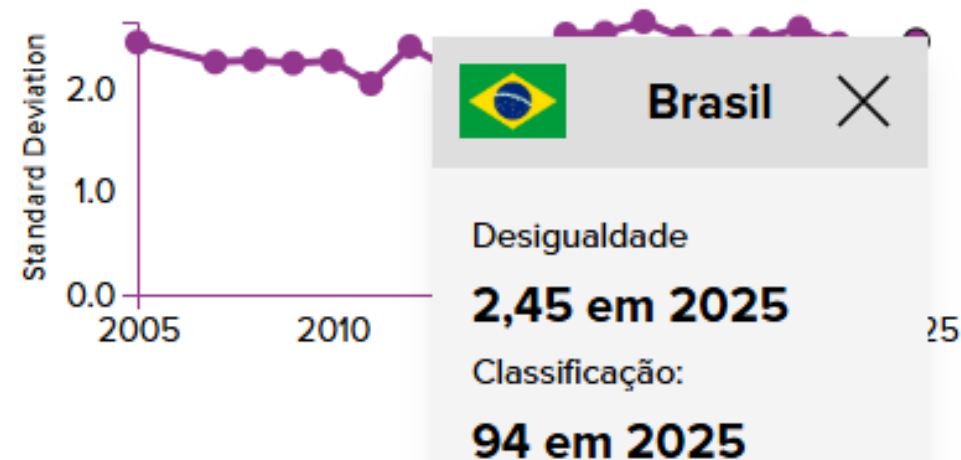 Standard Deviation
2.0
1.0
0.0
2005
2010
25
Brasil
Desigualdade
2,45 em 2025
Classificação:
94 em 2025